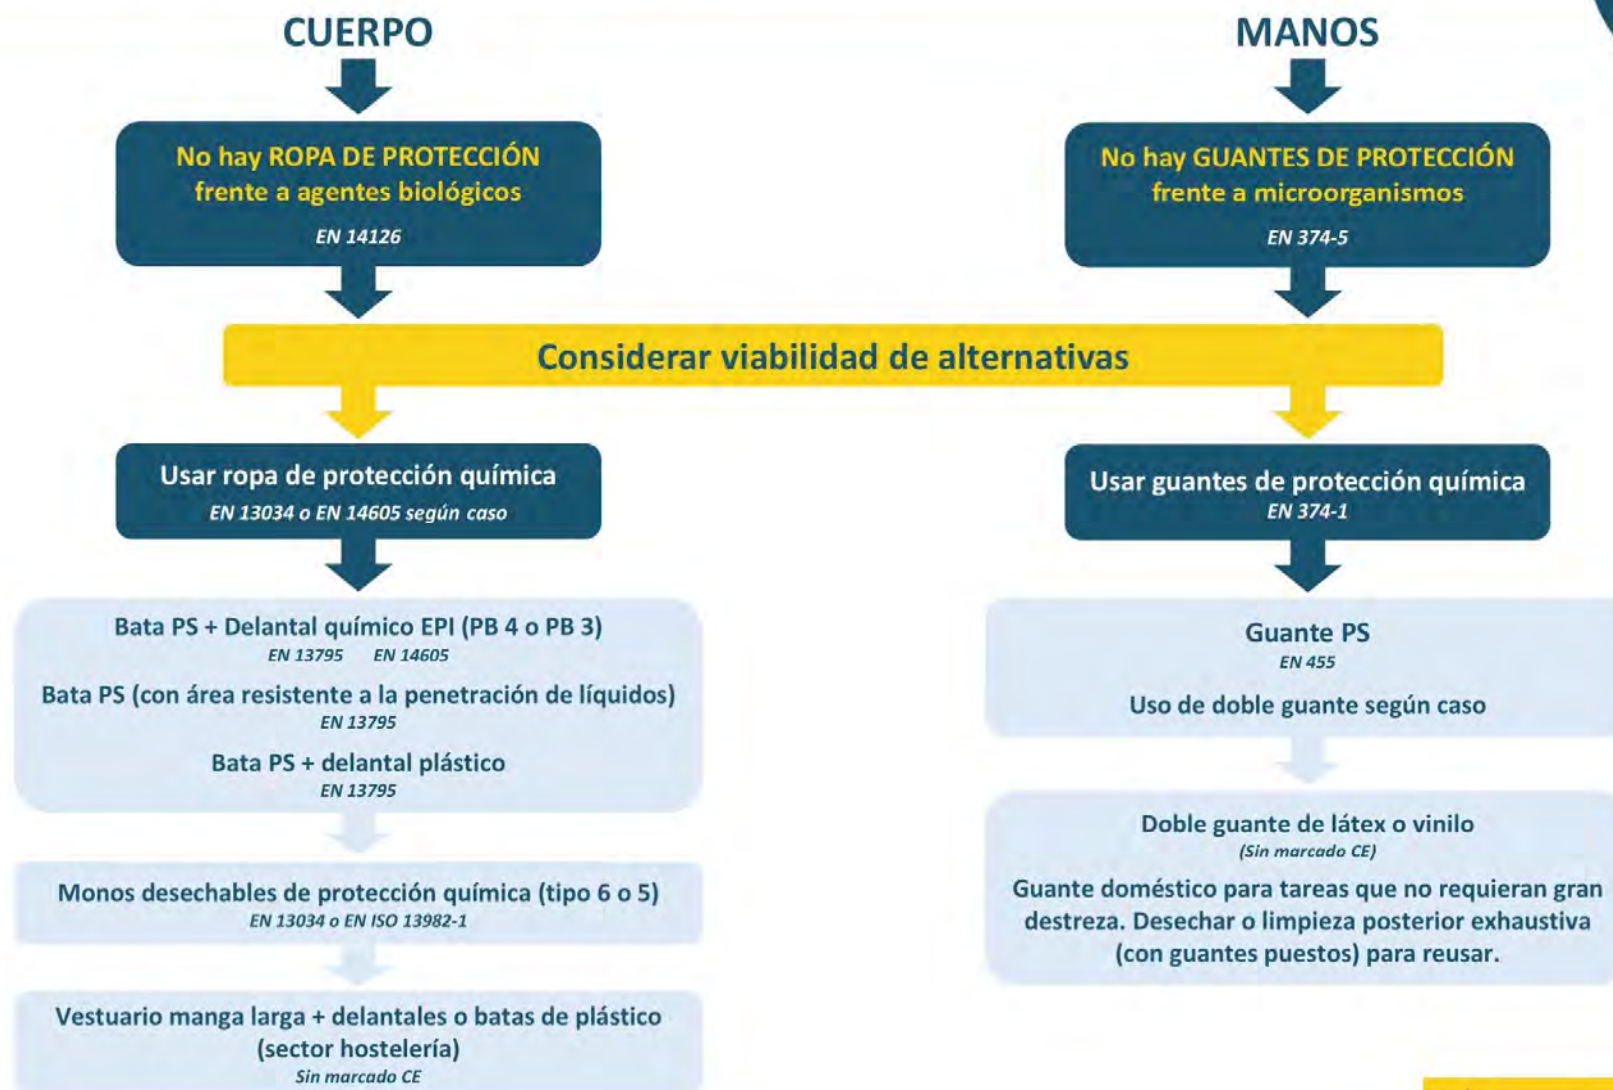 CUERPO
No hay ROPA DE PROTECCIÓN
frente a agentes biológicos
EN 14126
MANOS
No hay GUANTES DE PROTECCIÓN
frente a microorganismos
EN 374-5
Considerar viabilidad de alternativas
Usar ropa de protección química
EN 13034 o EN 14605 según caso
Bata PS + Delantal químico EPI (PB 4 o PB 3)
EN 13795 EN 14605
Bata PS (con área resistente a la penetración de líquidos)
EN 13795
Bata PS + delantal plástico
EN 13795
Monos desechables de protección química (tipo 6 o 5)
EN 13034 o EN ISO 13982-1
Vestuario manga larga + delantales o batas de plástico
(sector hostelería)
Sin marcado CE
Usar guantes de protección química
EN 374-1
Guante PS
EN 455
Uso de doble guante según caso
Doble guante de látex o vinilo
(Sin marcado CE)
Guante doméstico para tareas que no requieran gran
destreza. Desechar o limpieza posterior exhaustiva
(con guantes puestos) para reusar.